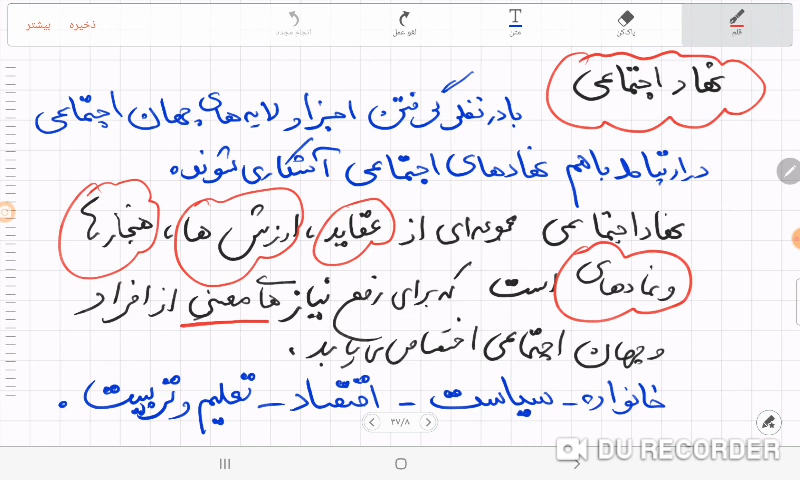 قلم پاک‌کن متن لغو عمل انجام مجدد ذخیره بیشتر
نهاد اجتماعی
با در نظر گرفتن اجزا و لایه های جهان اجتماعی
در ارتباط با هم نهادهای اجتماعی آشکار می شوند.
نهاد اجتماعی مجموعه ای از عقاید، ارزش ها، هنجارها
و نمادهای است که برای رفع نیاز های معنی از افراد
و جهان اجتماعی اختصاص می یابد.
خانواده - سیاست - اقتصاد - تعلیم و تربیت.
۳۷/۸
DU RECORDER